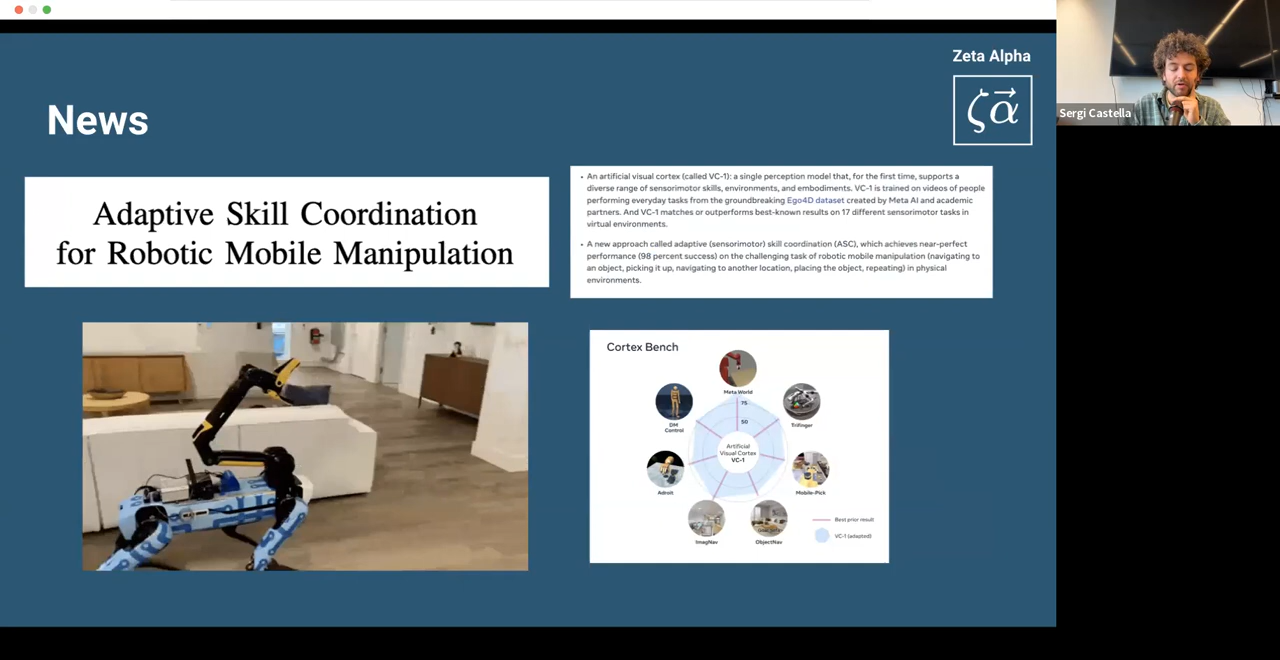 Zeta Alpha
ζα
News
Sergi Castella
Adaptive Skill Coordination
for Robotic Mobile Manipulation
• An artificial visual cortex (called VC-1): a single perception model that, for the first time, supports a
diverse range of sensorimotor skills, environments, and embodiments. VC-1 is trained on videos of people
performing everyday tasks from the groundbreaking Ego4D dataset created by Meta AI and academic
partners. And VC-1 matches or outperforms best-known results on 17 different sensorimotor tasks in
virtual environments.
• A new approach called adaptive (sensorimotor) skill coordination (ASC), which achieves near-perfect
performance (98 percent success) on the challenging task of robotic mobile manipulation (navigating to
an object, picking it up, navigating to another location, placing the object, repeating) in physical
environments.
Cortex Bench
Meta World
75
50
DM
Control
Trifinger
Artificial
Visual Cortex
VC-1
Adroit
Mobile-Pick
ImagNav
ObjectNav
Best prior result
VC-1 (adapted)